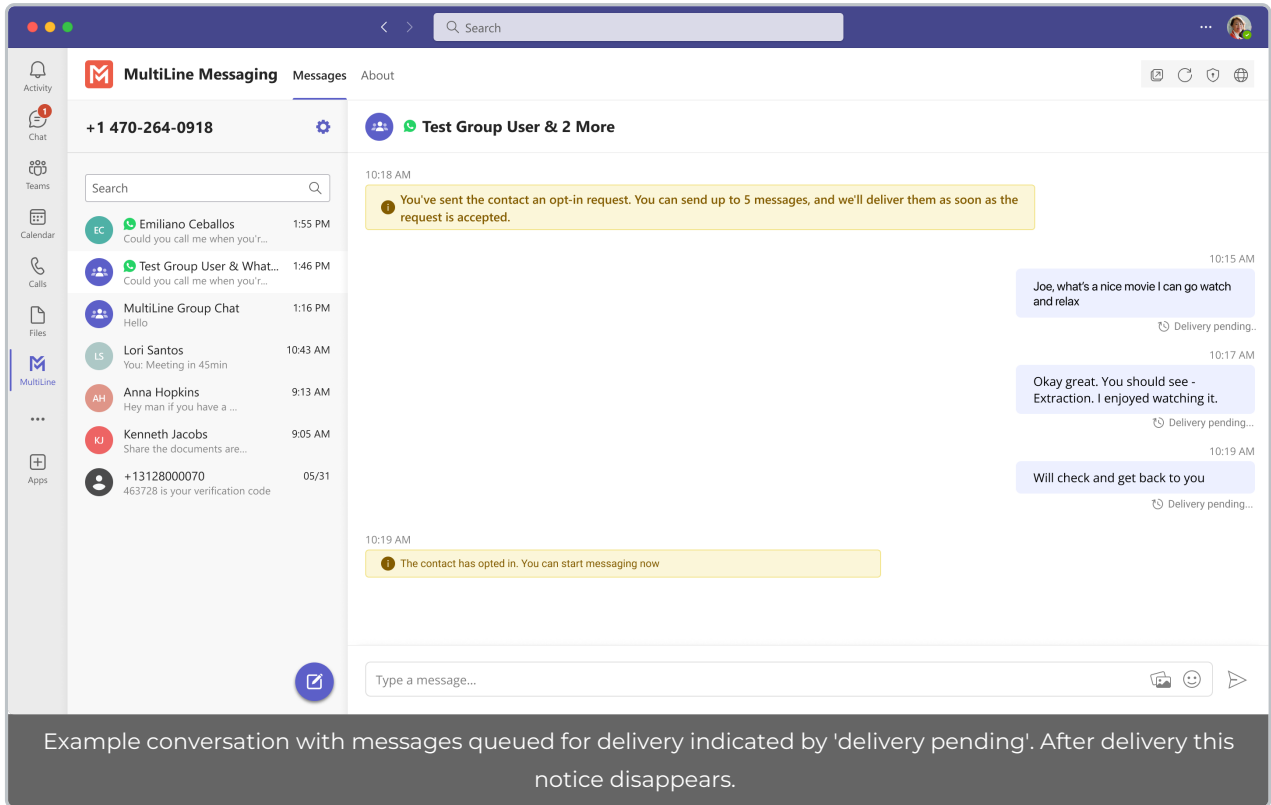 Search
Activity
1
Chat
Teams
Calendar
Calls
Files
MultiLine
Apps
MultiLine Messaging
Messages
About
+1 470-264-0918
Search
EC
Emiliano Ceballos
1:55 PM
Could you call me when you'r...
Test Group User & What...
1:46 PM
Could you call me when you'r...
MultiLine Group Chat
1:16 PM
Hello
LS
Lori Santos
10:43 AM
You: Meeting in 45min
AH
Anna Hopkins
9:13 AM
Hey man if you have a ...
KJ
Kenneth Jacobs
9:05 AM
Share the documents are...
+13128000070
05/31
463728 is your verification code
Test Group User & 2 More
10:18 AM
You've sent the contact an opt-in request. You can send up to 5 messages, and we'll deliver them as soon as the
request is accepted.
10:15 AM
Joe, what's a nice movie I can go watch
and relax
Delivery pending..
10:17 AM
Okay great. You should see -
Extraction. I enjoyed watching it.
Delivery pending...
10:19 AM
Will check and get back to you
Delivery pending...
10:19 AM
The contact has opted in. You can start messaging now
Type a message...
Example conversation with messages queued for delivery indicated by 'delivery pending'. After delivery this
notice disappears.